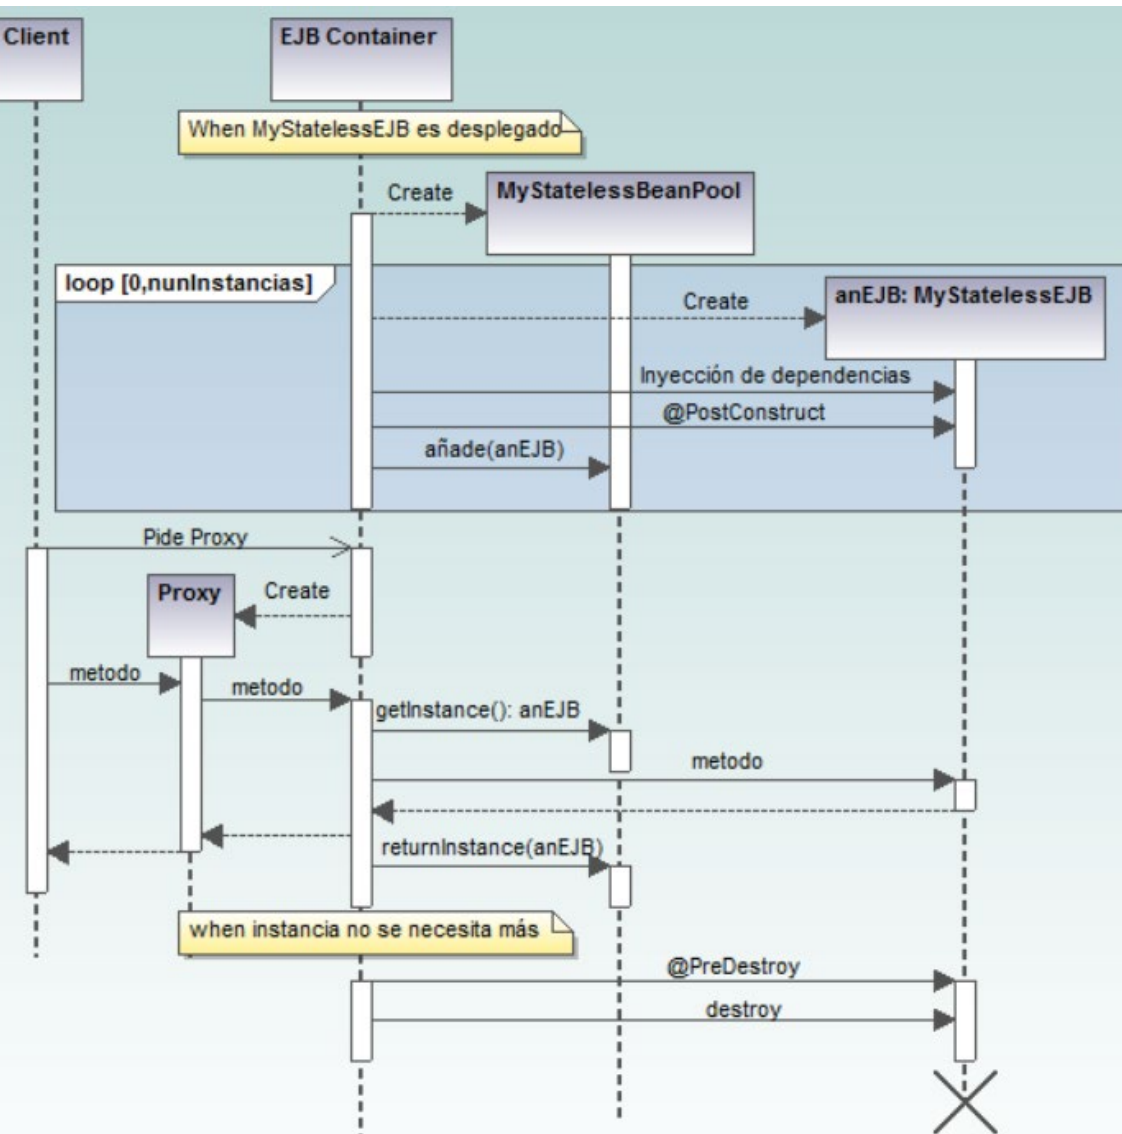 Client
EJB Container
When MyStatelessEJB es desplegado
Create
MyStatelessBeanPool
loop [0,nunInstancias]
Create
anEJB: MyStatelessEJB
Inyección de dependencias
@PostConstruct
añade(anEJB)
Pide Proxy
Proxy
Create
metodo
metodo
getInstance(): anEJB
metodo
returnInstance(anEJB)
when instancia no se necesita más
@PreDestroy
destroy